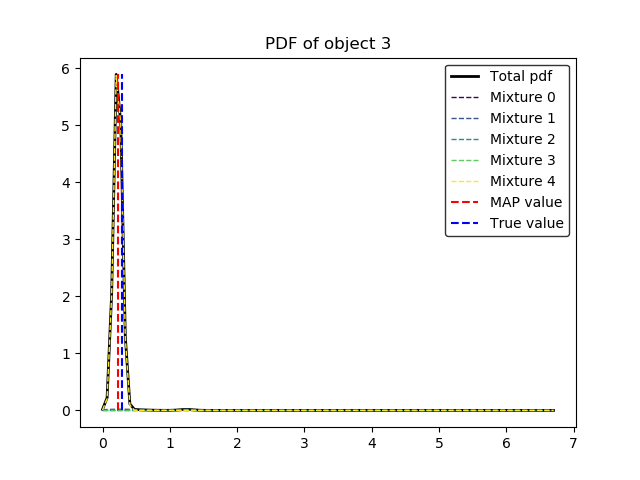 PDF of object 3
Total pdf
Mixture 0
Mixture 1
Mixture 2
Mixture 3
Mixture 4
MAP value
True value
6
5
4
3
2
1
0
0 1 2 3 4 5 6 7